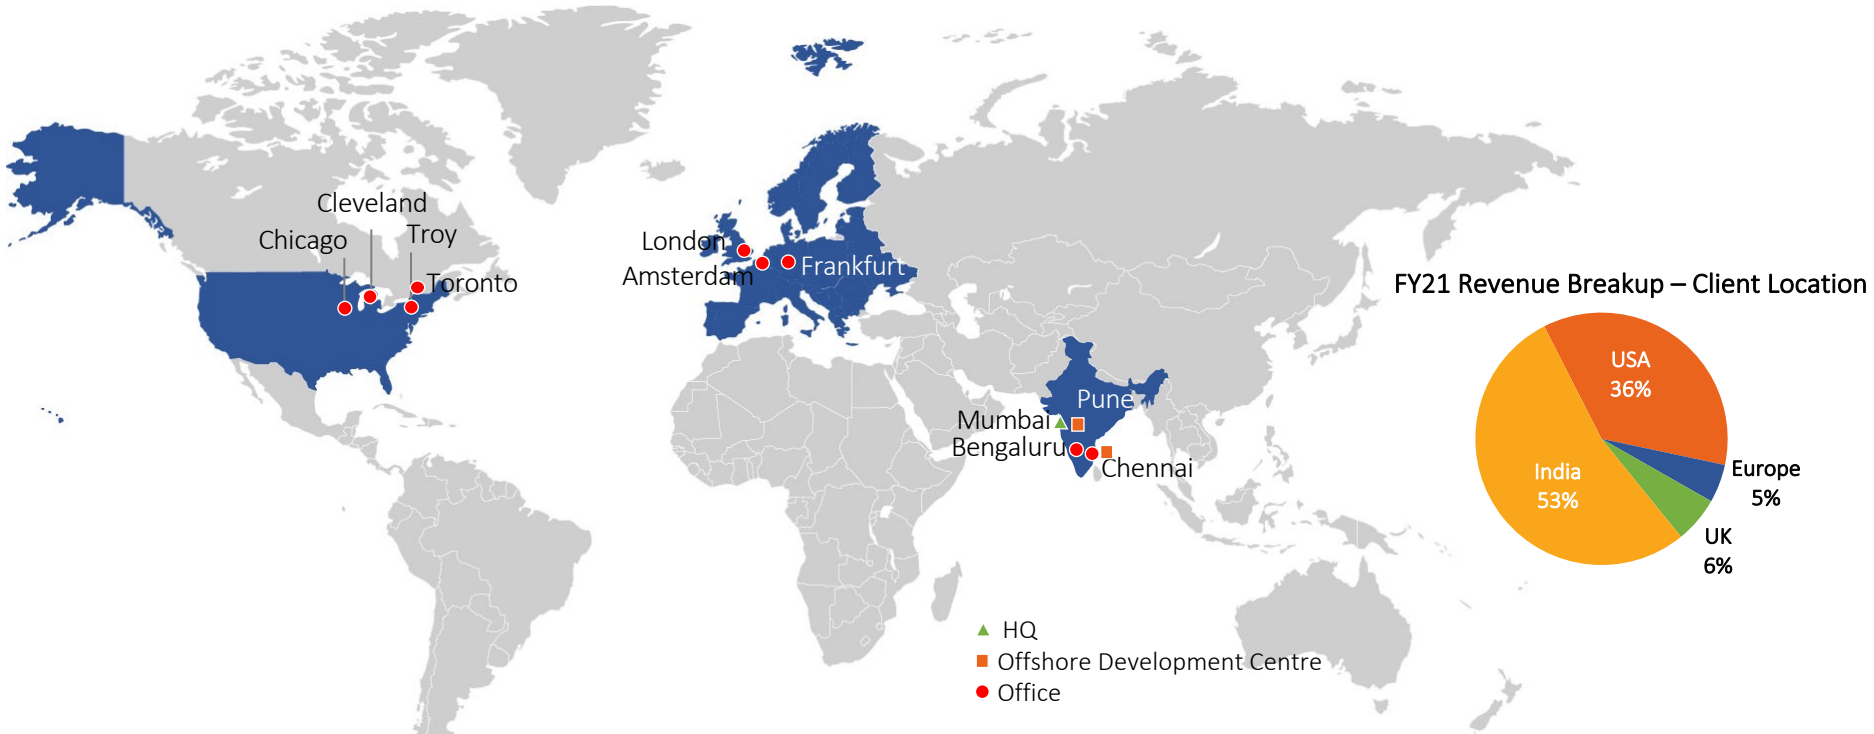 Cleveland
Troy
Chicago
Toronto
London
Amsterdam
Frankfurt
Pune
Mumbai
Bengaluru
Chennai
HQ
Offshore Development Centre
Office
FY21 Revenue Breakup – Client Location
USA
36%
Europe
5%
India
53%
UK
6%